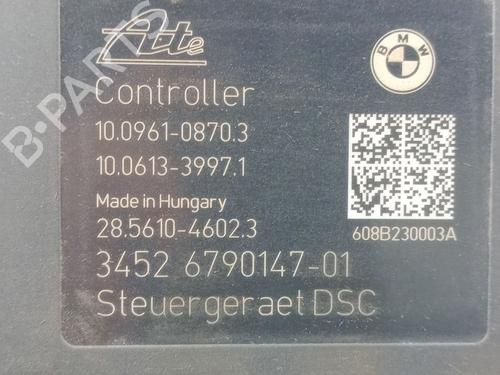 Ate
BMW
Controller
10.0961-0870.3
10.0613-3997.1
Made in Hungary
28.5610-4602.3
608B230003A
3452 6790147-01
Steuergeraet DSC
B-PARTS